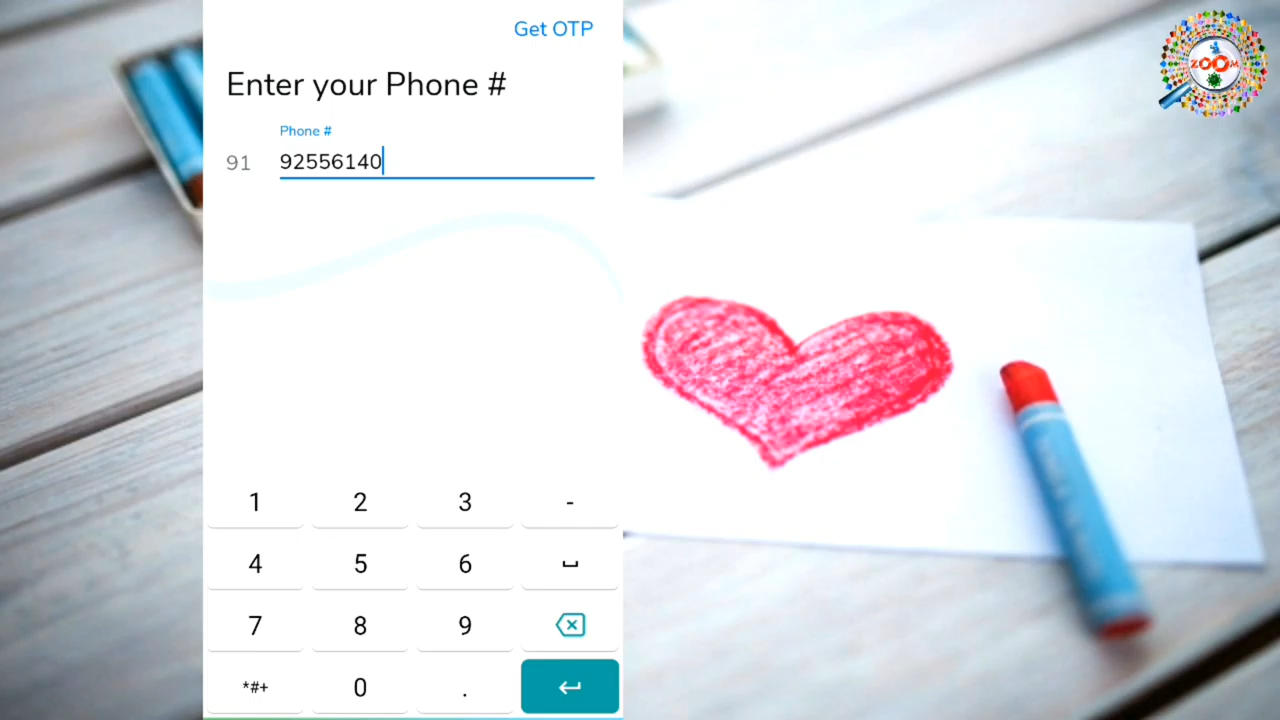 Get OTP
Enter your Phone #
Phone #
91 92556140
1 2 3 -
4 5 6
7 8 9
*#+ 0 .
ZOOM